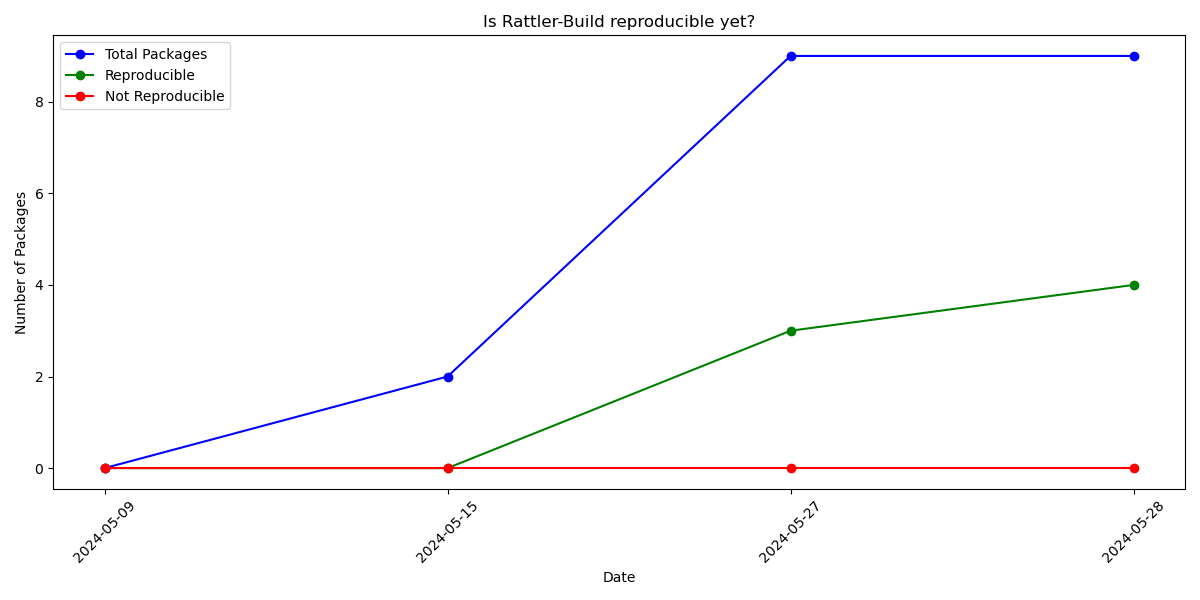 Is Rattler-Build reproducible yet?
Total Packages
Reproducible
Not Reproducible
Number of Packages
8
6
4
2
0
2024-05-09
2024-05-15
2024-05-27
2024-05-28
Date